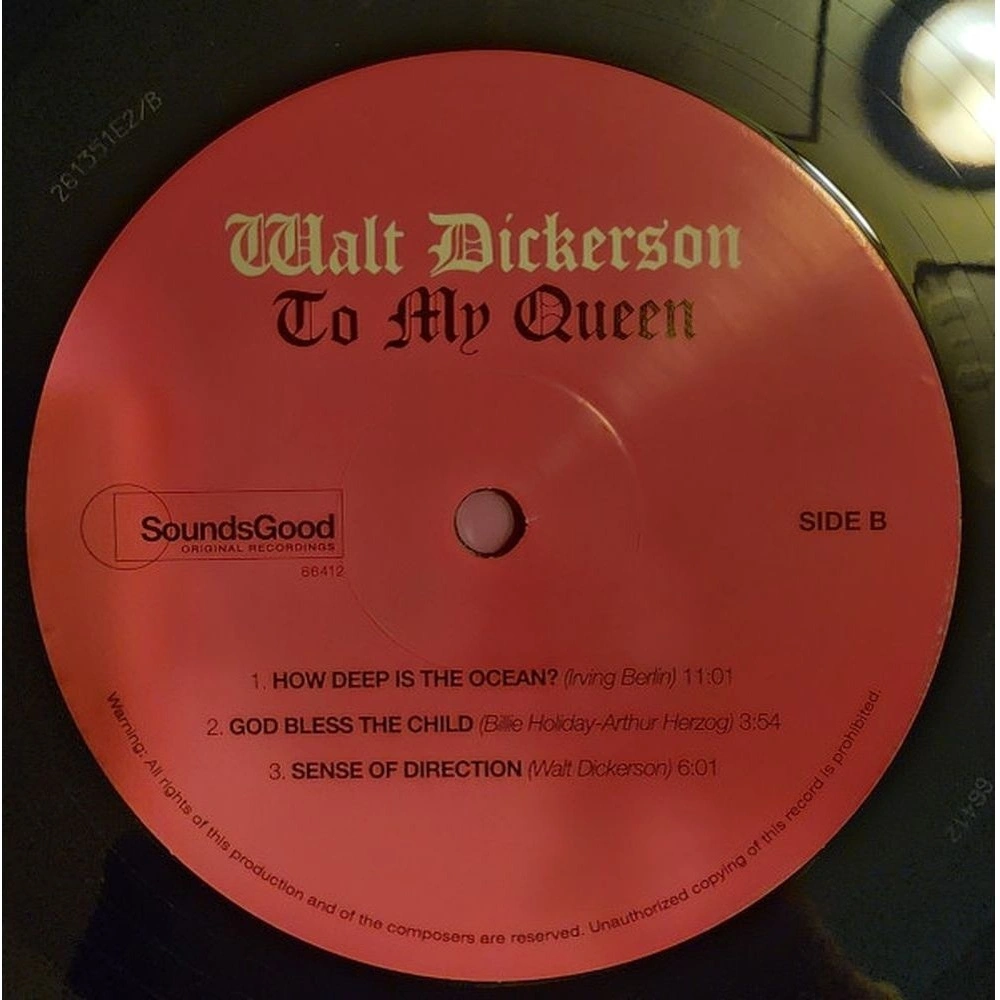 261351E2/B
Walt Dickerson
To My Queen
SoundsGood
ORIGINAL RECORDINGS
66412
SIDE B
1. HOW DEEP IS THE OCEAN? (Irving Berlin) 11:01
2. GOD BLESS THE CHILD (Billie Holiday-Arthur Herzog) 3:54
3. SENSE OF DIRECTION (Walt Dickerson) 6:01
Warning: All rights of this production and of the composers are reserved. Unauthorized copying of this record is prohibited.
66412